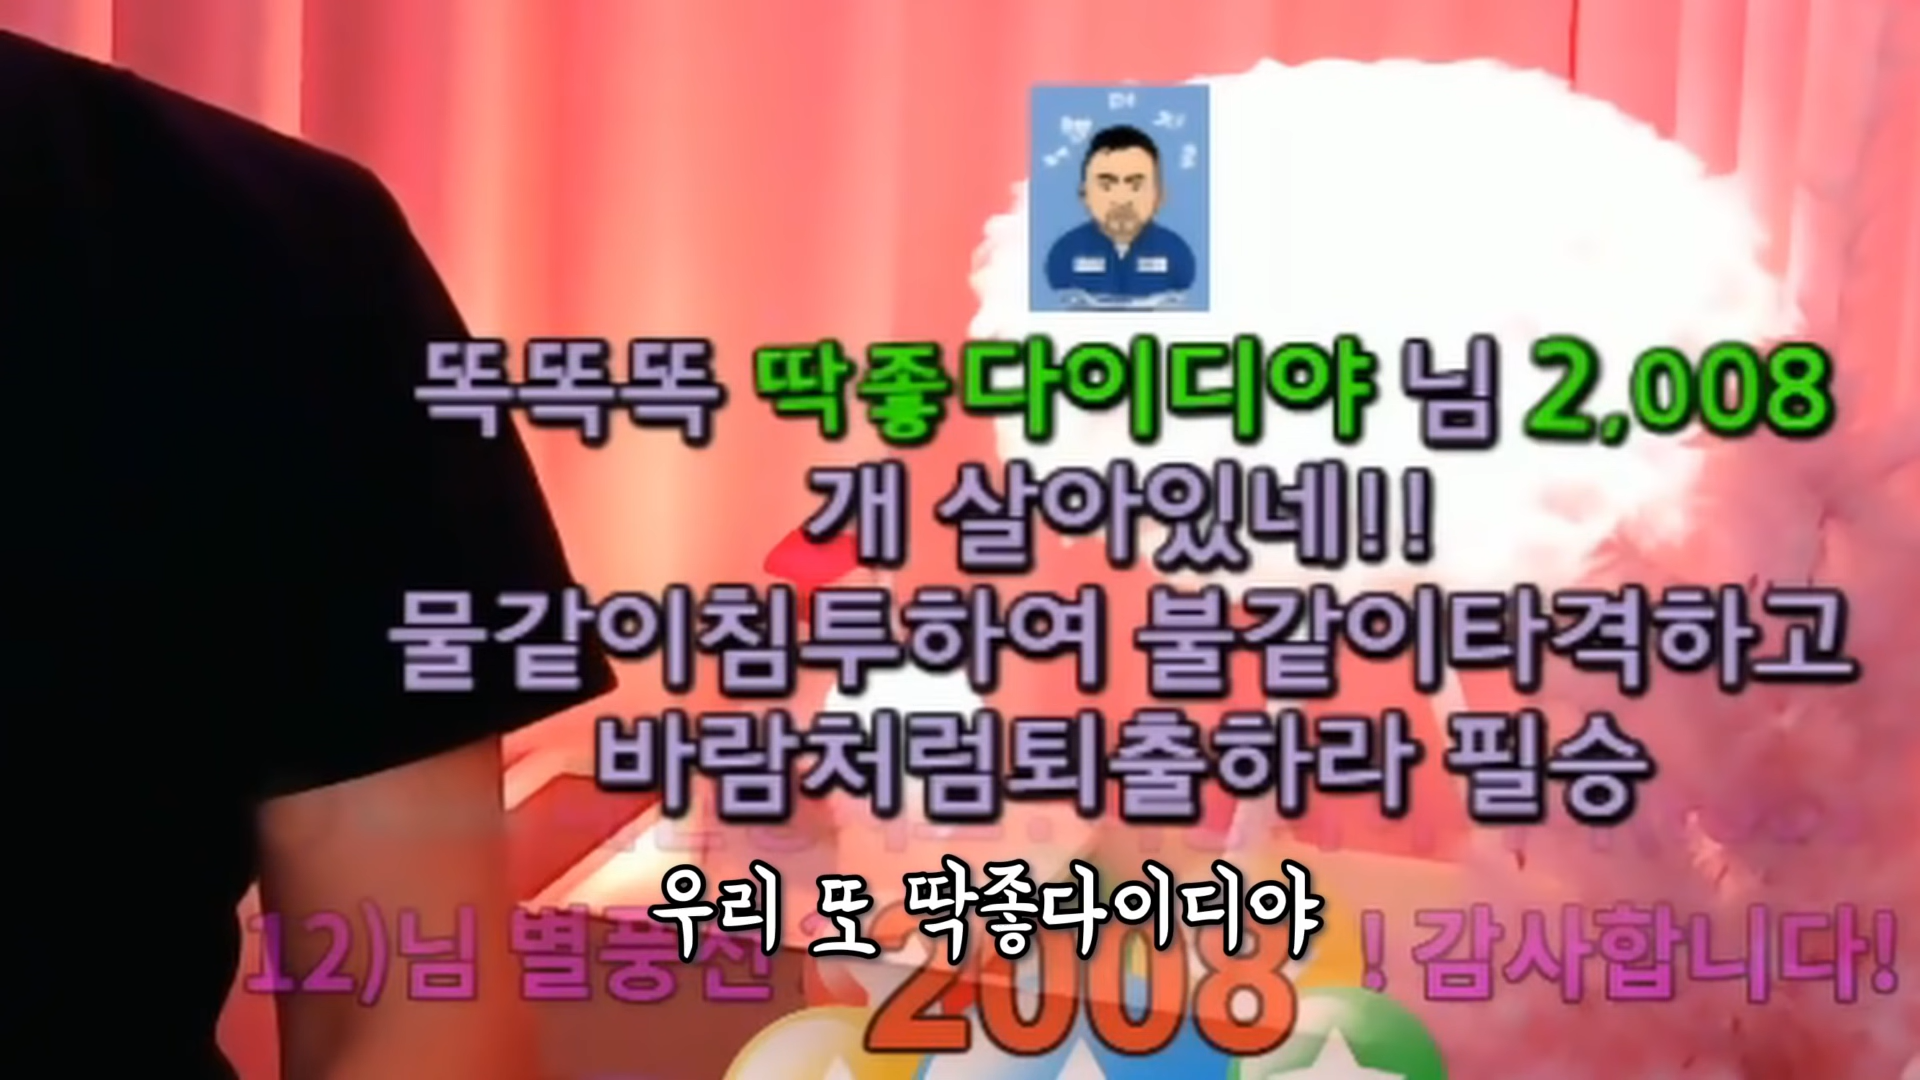 똑똑똑 딱좋다이디야 님 2,008
개 살아있네!!
물같이침투하여 불같이타격하고
바람처럼퇴출하라 필승
우리 또 딱좋다이디야
12)님 별풍선 ! 감사합니다!
2008